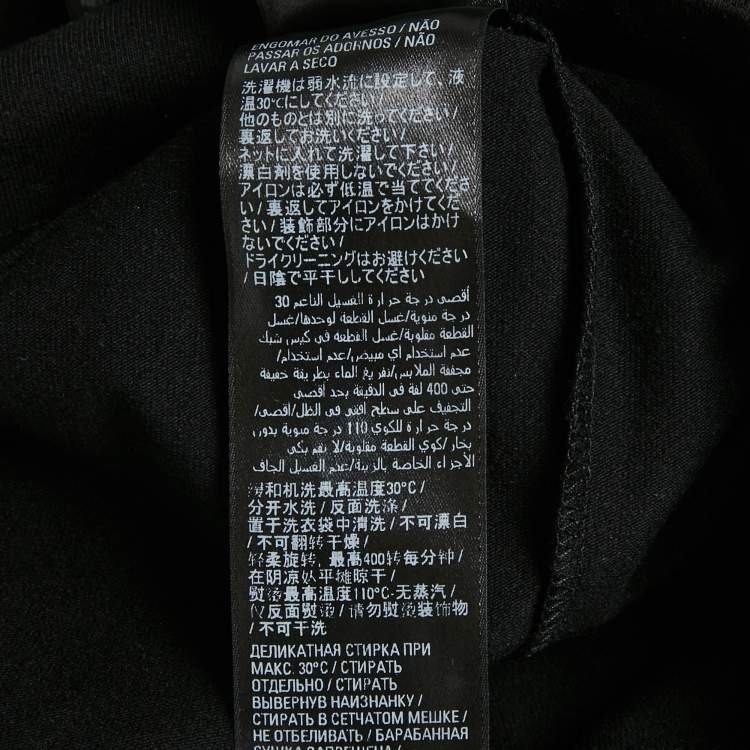 ENGOMAR DO AVESSO / NÃO
PASSAR OS ADORNOS / NÃO
LAVAR A SECO
洗濯機は弱水流に設定して、液
温30℃にしてください/
他のものとは別に洗ってください/
裏返してお洗いください/
ネットに入れて洗濯して下さい/
漂白剤を使用しないでください/
アイロンは必ず低温で当ててくださ
い/裏返してアイロンをかけてくだ
さい/装飾部分にアイロンはかけ
ないでください/
ドライクリーニングはお避けください
/日陰で平干ししてください
أقصى درجة حرارة الغسيل الناعم 30
درجة مئوية/غسل القطعة لوحدها/غسل
القطعة مقلوبة/غسل القطعة في كيس شبك
عدم استخدام أي مبيض/عدم استخدام/
مجففة الملابس/تفريغ الماء بطريقة خفيفة
حتى 400 لفة في الدقيقة بحد أقصى
التجفيف على سطح أفقي في الظل/أقصى/
درجة حرارة للكوي 110 درجة مئوية بدون
بخار/كوي القطعة مقلوبة/لا تقم بكي
الأجزاء الخاصة بالزينة/عدم الغسيل الجاف
缓和机洗最高温度30°C /
分开水洗 / 反面洗涤 /
置于洗衣袋中清洗 / 不可漂白
/ 不可翻转干燥 /
轻柔旋转, 最高400转每分钟 /
在阴凉处平摊晾干 /
熨烫最高温度110°C-无蒸汽 /
仅反面熨烫 / 请勿熨烫装饰物
/ 不可干洗
ДЕЛИКАТНАЯ СТИРКА ПРИ
МАКС. 30°C / СТИРАТЬ
ОТДЕЛЬНО / СТИРАТЬ
ВЫВЕРНУВ НАИЗНАНКУ /
СТИРАТЬ В СЕТЧАТОМ МЕШКЕ /
НЕ ОТБЕЛИВАТЬ / БАРАБАННАЯ
СУШКА ЗАПРЕЩЕНА /